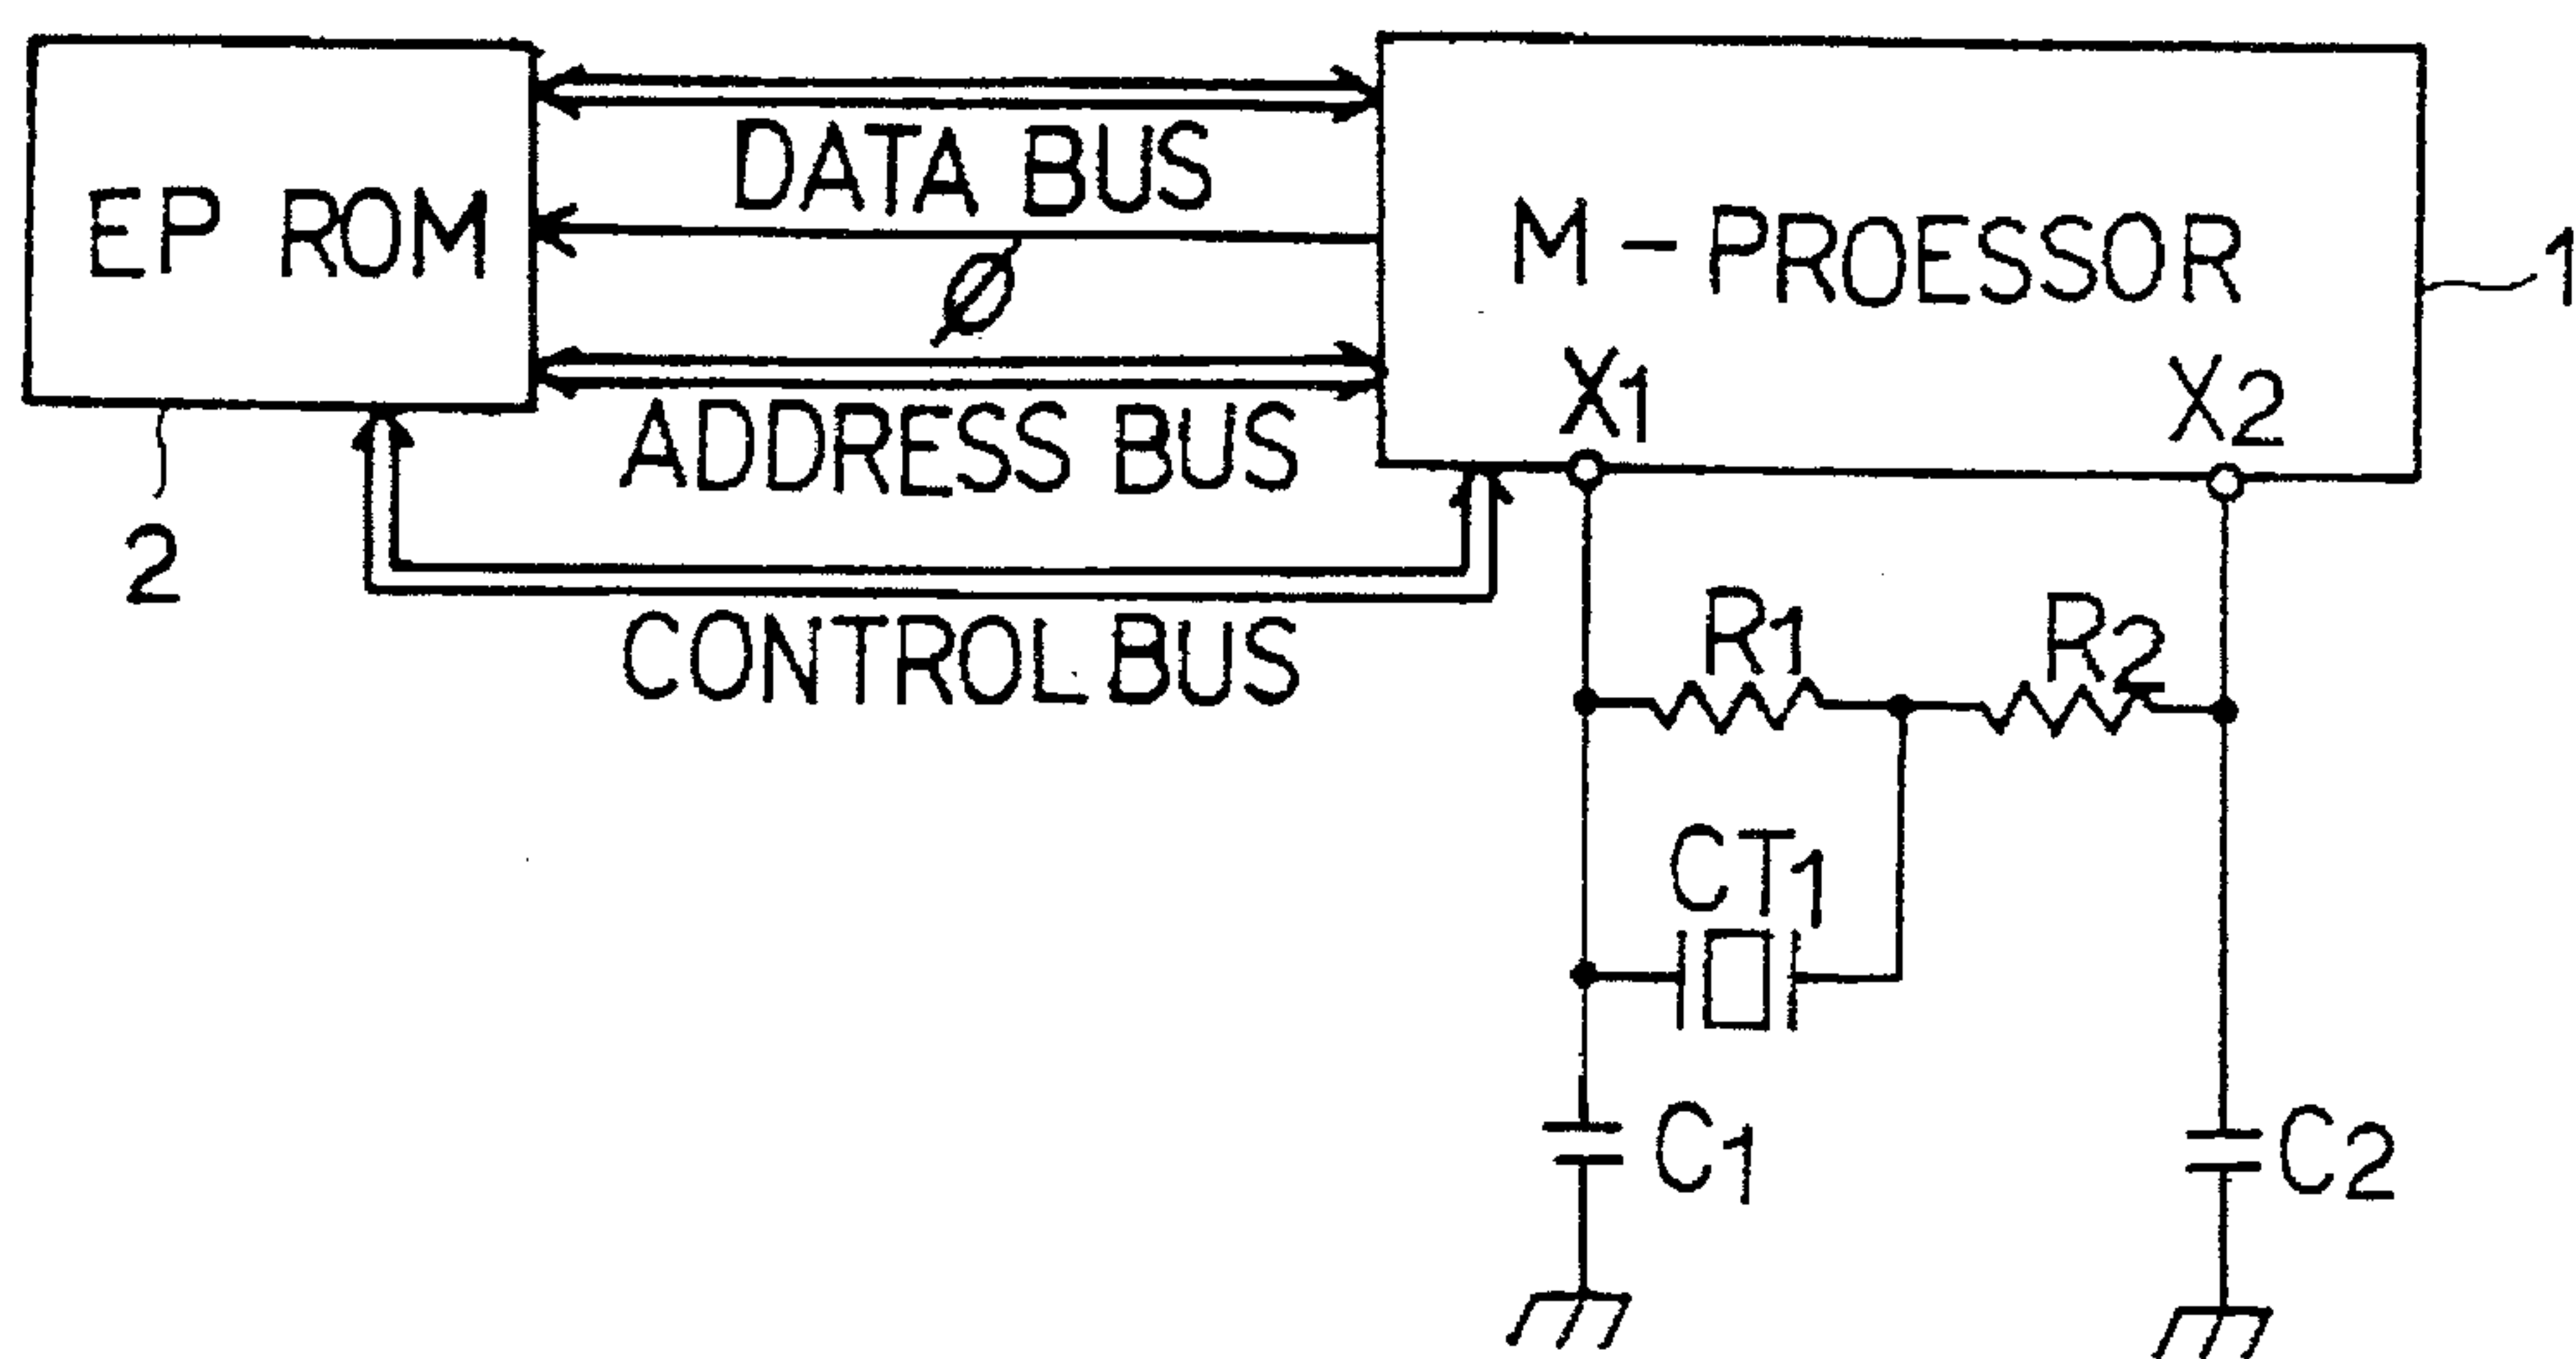 EP ROM
DATA BUS
Ø
ADDRESS BUS
CONTROL BUS
M-PROESSOR
1
X1
X2
2
R1
R2
CT1
C1
C2